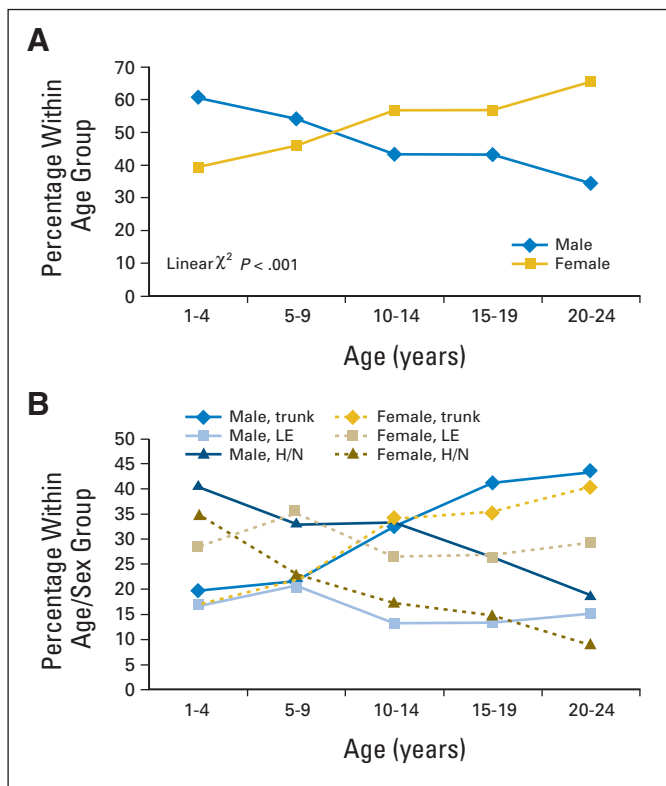 A
Percentage Within
Age Group
70
60
50
40
30
20
10
0
Linear χ² P < .001
Male
Female
1-4 5-9 10-14 15-19 20-24
Age (years)
B
Male, trunk Female, trunk
Male, LE Female, LE
Male, H/N Female, H/N
Percentage Within
Age/Sex Group
50
45
40
35
30
25
20
15
10
5
0
1-4 5-9 10-14 15-19 20-24
Age (years)